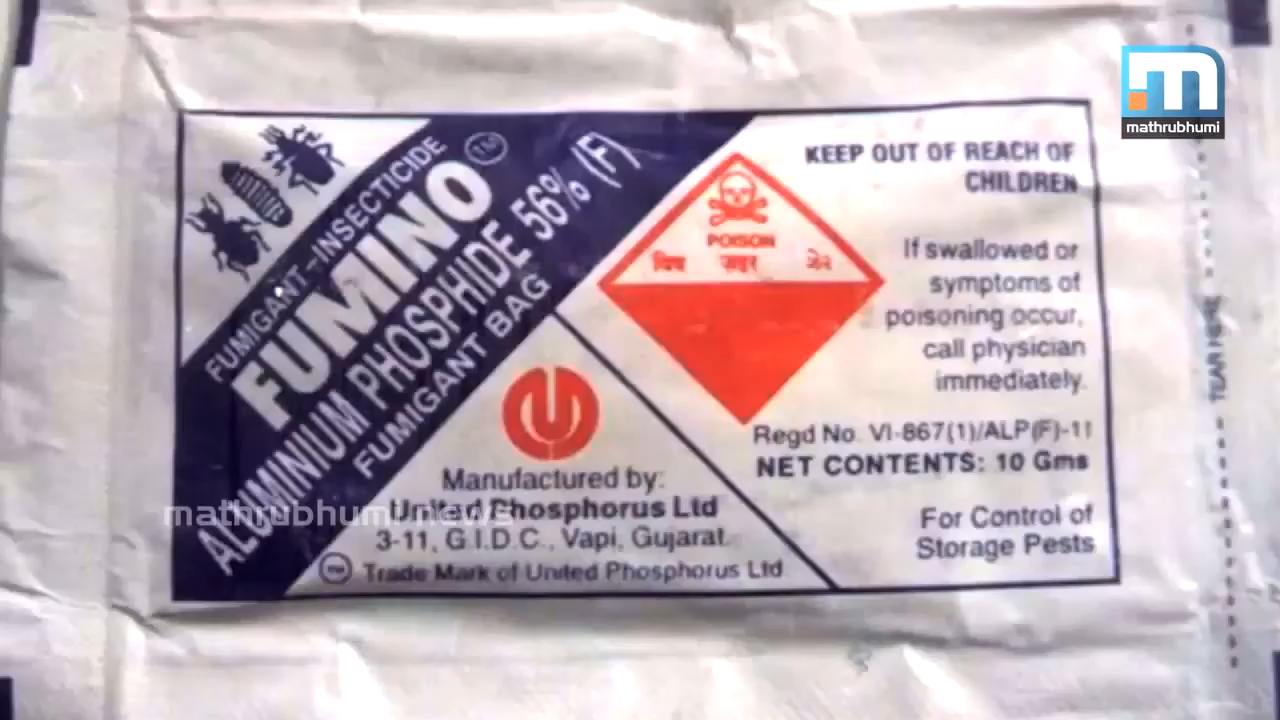 mathrubhumi
FUMIGANT-INSECTICIDE
FUMINO TM
ALUMINIUM PHOSPHIDE 56% (F)
FUMIGANT BAG
POISON
विष जहर ઝેર
KEEP OUT OF REACH OF
CHILDREN
If swallowed or
symptoms of
poisoning occur,
call physician
immediately.
Regd No. VI-867(1)/ALP(F)-11
NET CONTENTS: 10 Gms
For Control of
Storage Pests
Manufactured by:
United Phosphorus Ltd
3-11, G.I.D.C., Vapi, Gujarat.
TM Trade Mark of United Phosphorus Ltd
mathrubhumi news
TEAR HERE